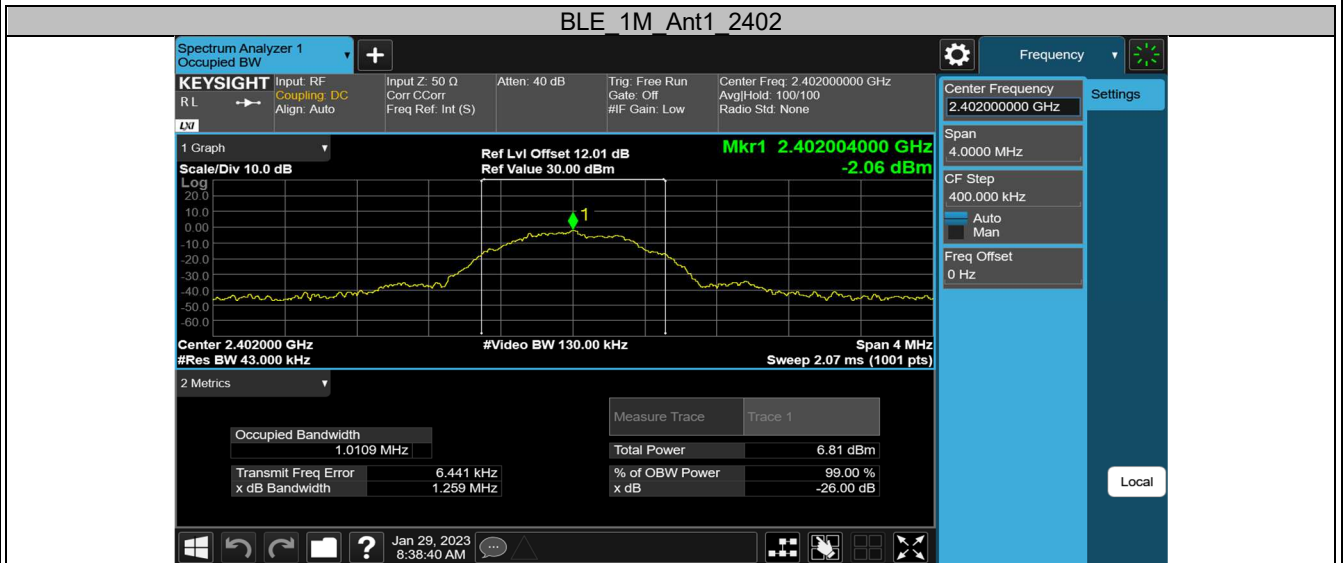 BLE_1M_Ant1_2402
Spectrum Analyzer 1
Occupied BW
Frequency
KEYSIGHT
R L
LXI
Input: RF
Coupling: DC
Align: Auto
Input Z: 50 Ω
Corr CCorr
Freq Ref: Int (S)
Atten: 40 dB
Trig: Free Run
Gate: Off
#IF Gain: Low
Center Freq: 2.402000000 GHz
Avg|Hold: 100/100
Radio Std: None
Center Frequency
2.402000000 GHz
Settings
Span
4.0000 MHz
CF Step
400.000 kHz
Auto
Man
Freq Offset
0 Hz
1 Graph
Scale/Div 10.0 dB
Ref Lvl Offset 12.01 dB
Ref Value 30.00 dBm
Mkr1 2.402004000 GHz
-2.06 dBm
Log
20.0
10.0
0.00
-10.0
-20.0
-30.0
-40.0
-50.0
-60.0
1
Center 2.402000 GHz
#Res BW 43.000 kHz
#Video BW 130.00 kHz
Span 4 MHz
Sweep 2.07 ms (1001 pts)
2 Metrics
Measure Trace Trace 1
Occupied Bandwidth
1.0109 MHz
Total Power 6.81 dBm
Transmit Freq Error 6.441 kHz
% of OBW Power 99.00 %
x dB Bandwidth 1.259 MHz
x dB -26.00 dB
Local
?
Jan 29, 2023
8:38:40 AM